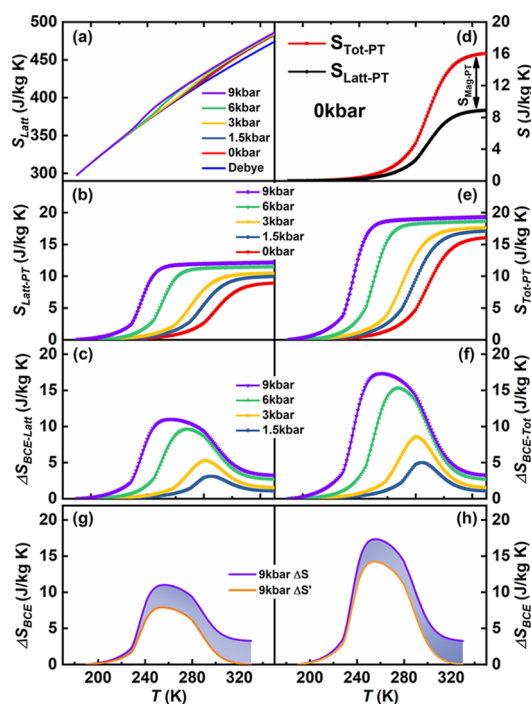 (a)
S_Latt (J/kg K)
500
450
400
350
300
9kbar
6kbar
3kbar
1.5kbar
0kbar
Debye
(d)
S_Tot-PT
S_Latt-PT
0kbar
S_Mag-PT
20
16
12
8
4
0
S (J/kg K)
(b)
S_Latt-PT (J/kg K)
20
15
10
5
0
9kbar
6kbar
3kbar
1.5kbar
0kbar
(e)
20
15
10
5
0
S_Tot-PT (J/kg K)
(c)
ΔS_BCE-Latt (J/kg K)
20
15
10
5
0
9kbar
6kbar
3kbar
1.5kbar
(f)
20
15
10
5
0
ΔS_BCE-Tot (J/kg K)
(g)
ΔS_BCE (J/kg K)
20
15
10
5
0
9kbar ΔS
9kbar ΔS'
(h)
20
15
10
5
0
ΔS_BCE (J/kg K)
200 240 280 320
T (K)
200 240 280 320
T (K)